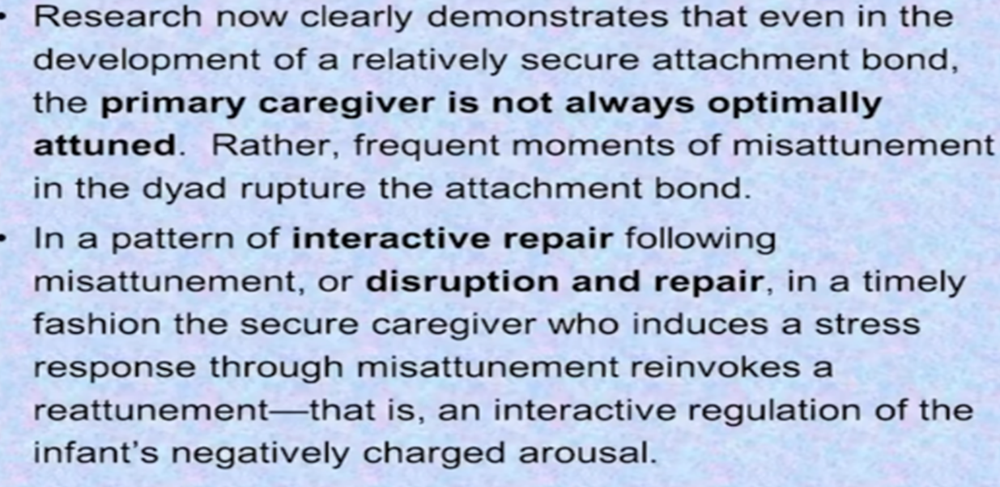 • Research now clearly demonstrates that even in the
development of a relatively secure attachment bond,
the primary caregiver is not always optimally
attuned. Rather, frequent moments of misattunement
in the dyad rupture the attachment bond.
• In a pattern of interactive repair following
misattunement, or disruption and repair, in a timely
fashion the secure caregiver who induces a stress
response through misattunement reinvokes a
reattunement—that is, an interactive regulation of the
infant's negatively charged arousal.